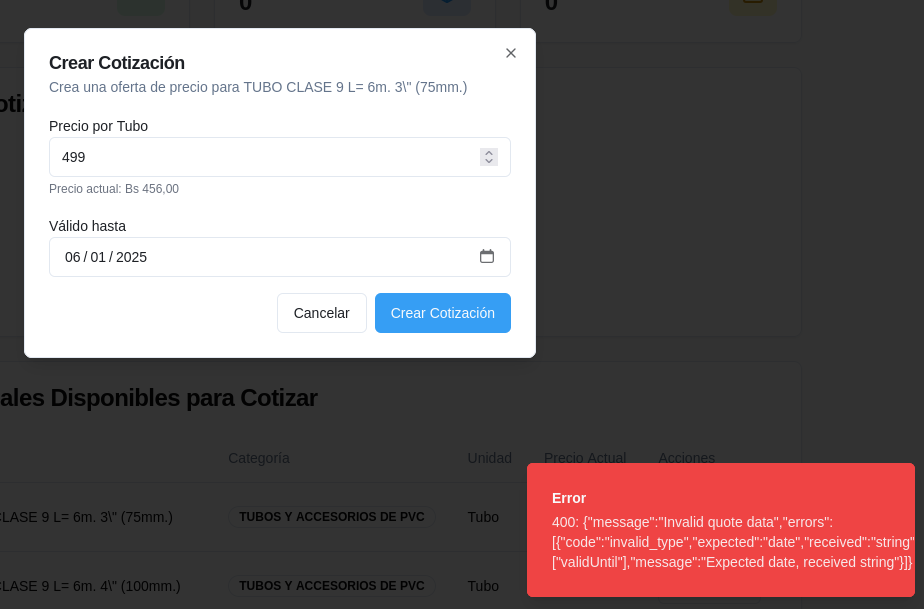 0
0
Crear Cotización
Crea una oferta de precio para TUBO CLASE 9 L= 6m. 3\" (75mm.)
Precio por Tubo
499
Precio actual: Bs 456,00
Válido hasta
06 / 01 / 2025
Cancelar
Crear Cotización
ales Disponibles para Cotizar
Categoría
Unidad
Precio Actual
Acciones
CLASE 9 L= 6m. 3\" (75mm.)
TUBOS Y ACCESORIOS DE PVC
Tubo
CLASE 9 L= 6m. 4\" (100mm.)
TUBOS Y ACCESORIOS DE PVC
Tubo
Error
400: {"message":"Invalid quote data","errors":
[{"code":"invalid_type","expected":"date","received":"string"
["validUntil"],"message":"Expected date, received string"}]}